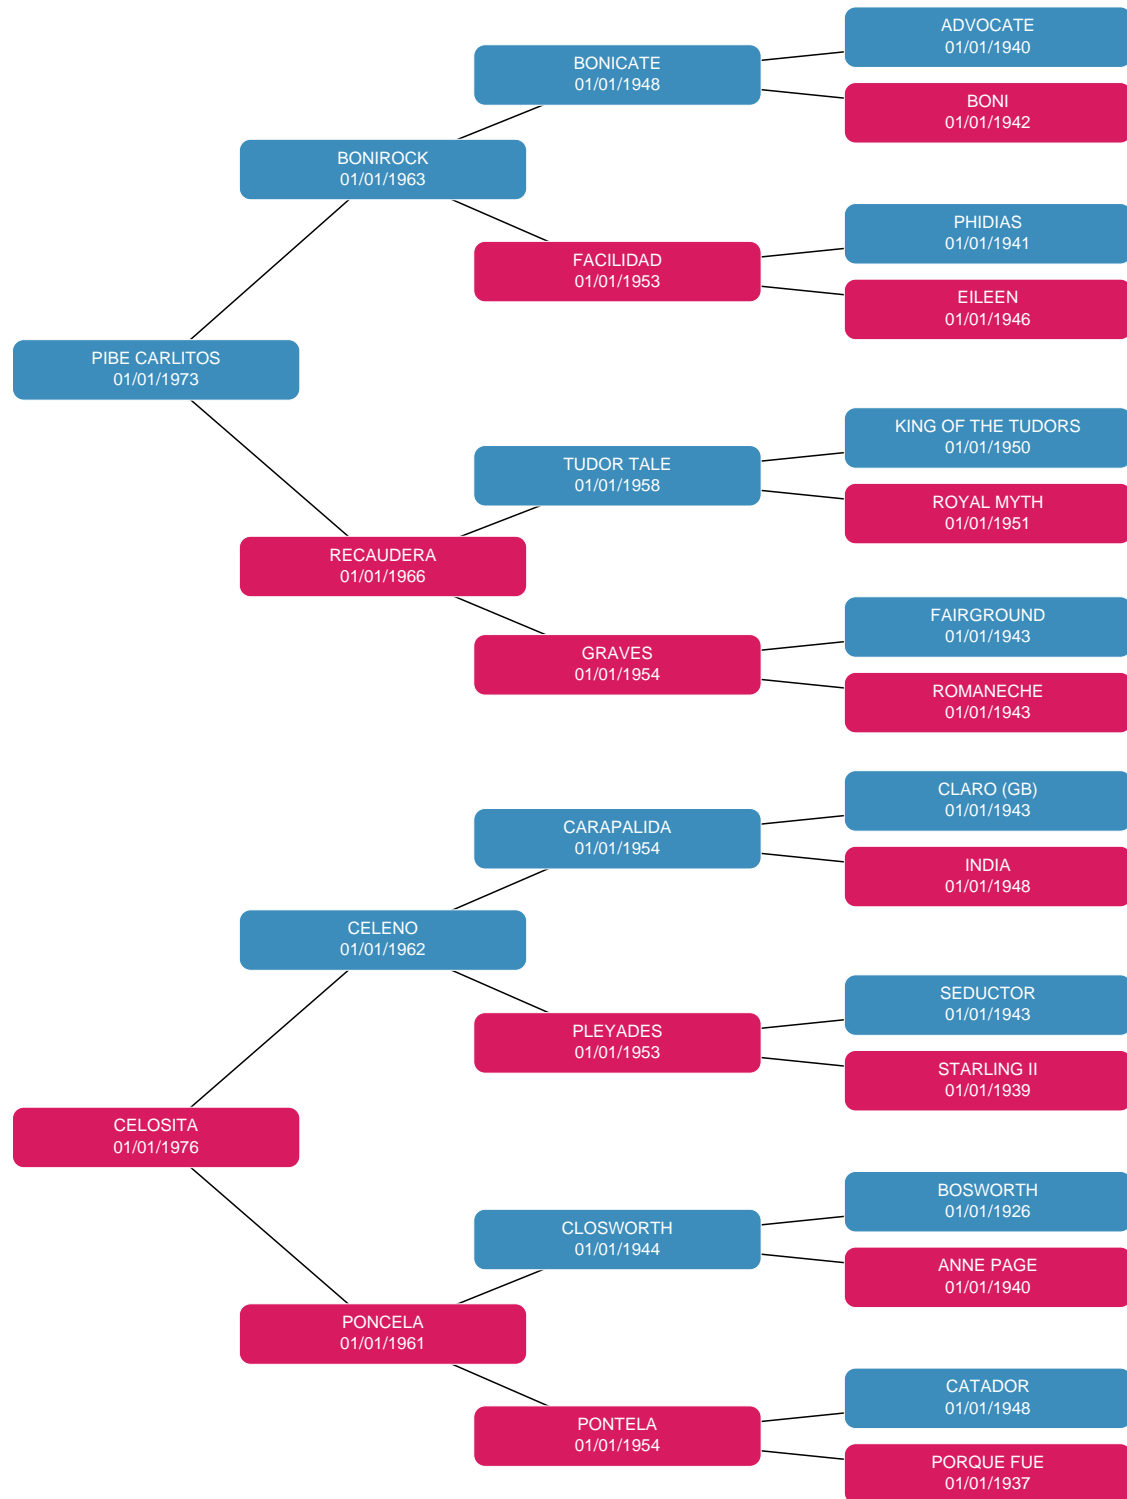 ADVOCATE
01/01/1940
BONICATE
01/01/1948
BONI
01/01/1942
BONIROCK
01/01/1963
PHIDIAS
01/01/1941
FACILIDAD
01/01/1953
EILEEN
01/01/1946
PIBE CARLITOS
01/01/1973
KING OF THE TUDORS
01/01/1950
TUDOR TALE
01/01/1958
ROYAL MYTH
01/01/1951
RECAUDERA
01/01/1966
FAIRGROUND
01/01/1943
GRAVES
01/01/1954
ROMANECHE
01/01/1943
CLARO (GB)
01/01/1943
CARAPALIDA
01/01/1954
INDIA
01/01/1948
CELENO
01/01/1962
SEDUCTOR
01/01/1943
PLEYADES
01/01/1953
STARLING II
01/01/1939
CELOSITA
01/01/1976
BOSWORTH
01/01/1926
CLOSWORTH
01/01/1944
ANNE PAGE
01/01/1940
PONCELA
01/01/1961
CATADOR
01/01/1948
PONTELA
01/01/1954
PORQUE FUE
01/01/1937